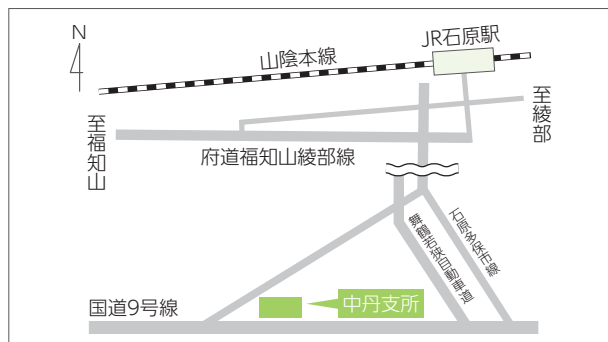 N
JR石原駅
山陰本線
至綾部
至福知山
府道福知山綾部線
石原多保市線
舞鶴若狭自動車道
国道9号線
中丹支所